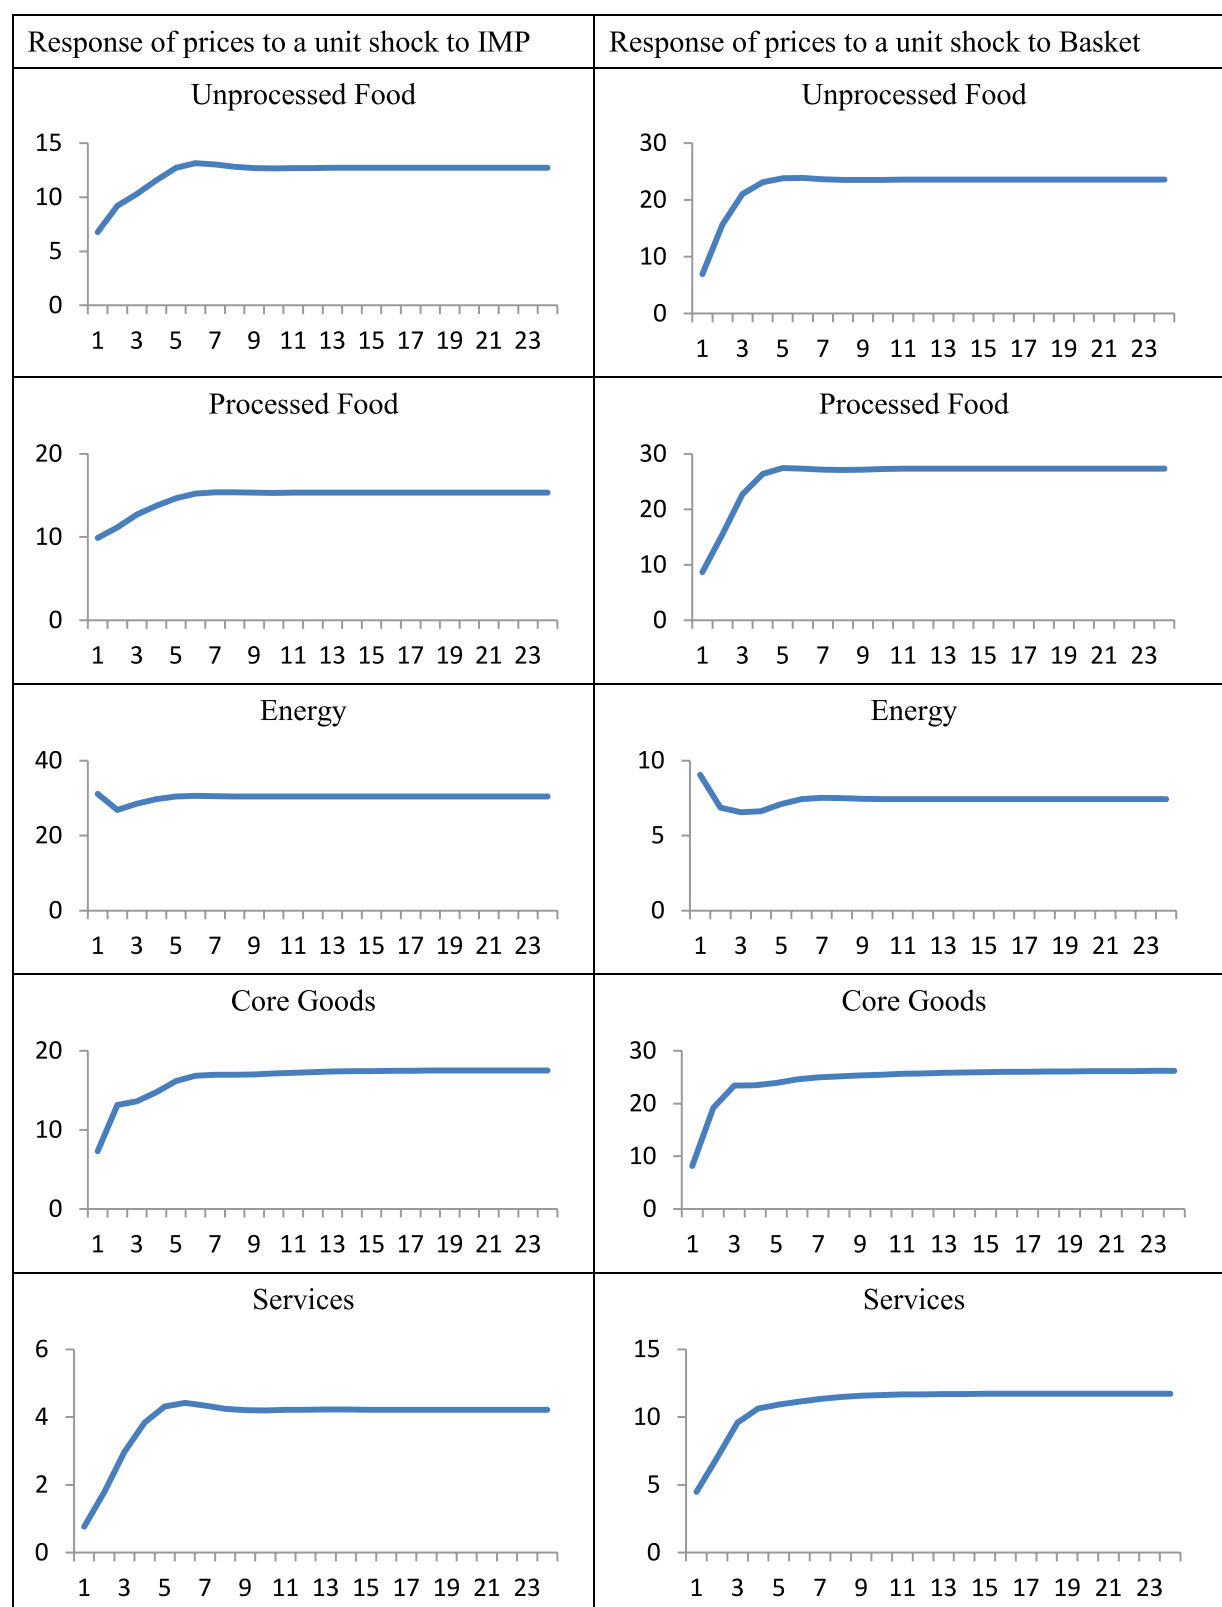 Response of prices to a unit shock to IMP
Response of prices to a unit shock to Basket
Unprocessed Food
15
10
5
0
1 3 5 7 9 11 13 15 17 19 21 23
Unprocessed Food
30
20
10
0
1 3 5 7 9 11 13 15 17 19 21 23
Processed Food
20
10
0
1 3 5 7 9 11 13 15 17 19 21 23
Processed Food
30
20
10
0
1 3 5 7 9 11 13 15 17 19 21 23
Energy
40
20
0
1 3 5 7 9 11 13 15 17 19 21 23
Energy
10
5
0
1 3 5 7 9 11 13 15 17 19 21 23
Core Goods
20
10
0
1 3 5 7 9 11 13 15 17 19 21 23
Core Goods
30
20
10
0
1 3 5 7 9 11 13 15 17 19 21 23
Services
6
4
2
0
1 3 5 7 9 11 13 15 17 19 21 23
Services
15
10
5
0
1 3 5 7 9 11 13 15 17 19 21 23